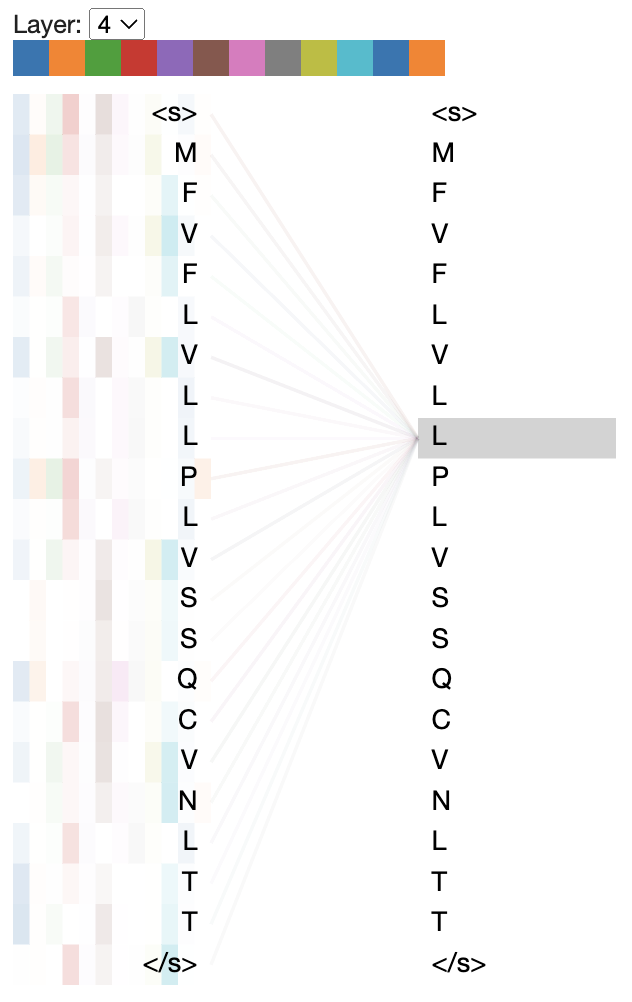 Layer: 4
<s> <s>
M M
F F
V V
F F
L L
V V
L L
L L
P P
L L
V V
S S
S S
Q Q
C C
V V
N N
L L
T T
T T
</s> </s>